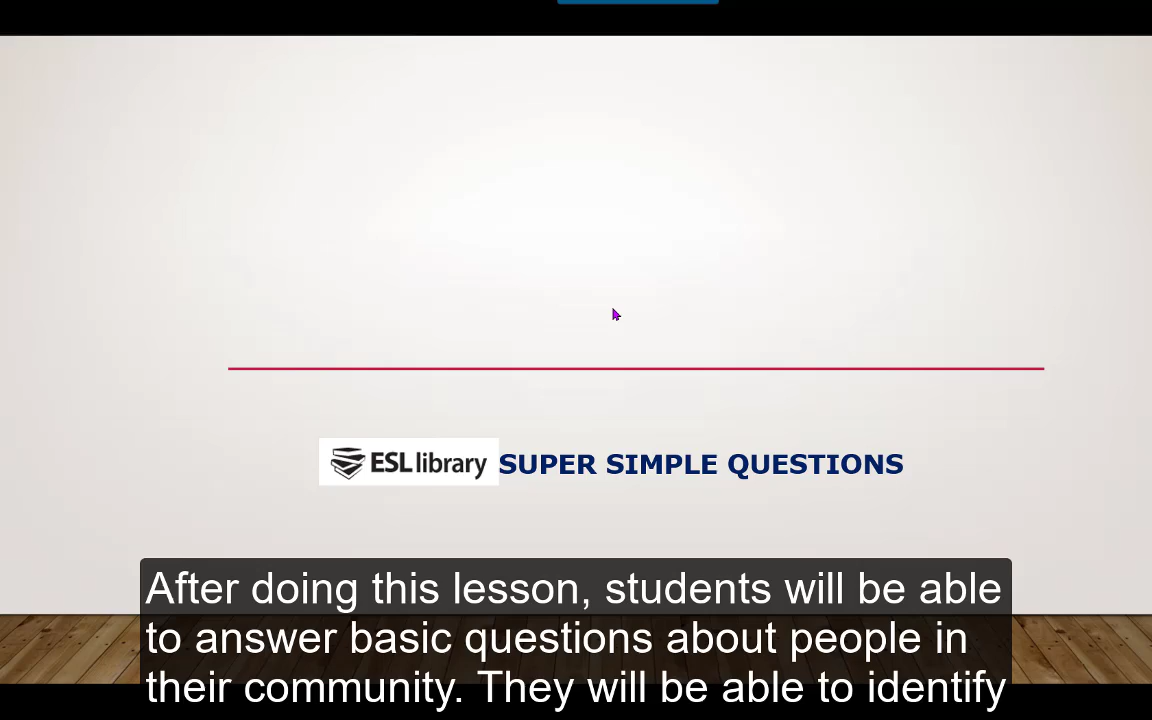 ESL library SUPER SIMPLE QUESTIONS
After doing this lesson, students will be able
to answer basic questions about people in
their community. They will be able to identify